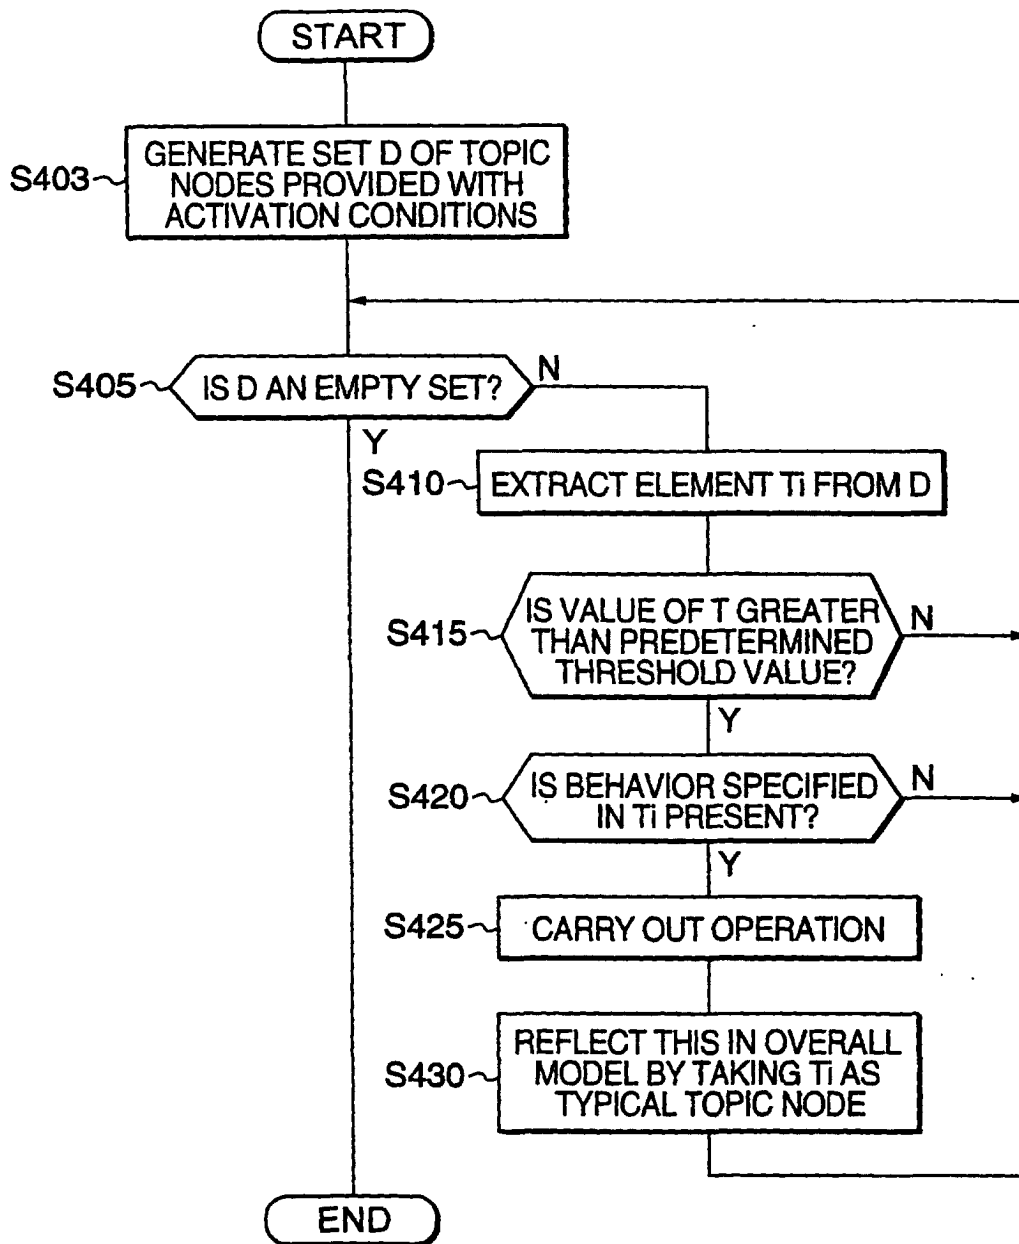 START
S403
GENERATE SET D OF TOPIC
NODES PROVIDED WITH
ACTIVATION CONDITIONS
S405
IS D AN EMPTY SET?
N
Y
S410
EXTRACT ELEMENT Ti FROM D
S415
IS VALUE OF T GREATER
THAN PREDETERMINED
THRESHOLD VALUE?
N
Y
S420
IS BEHAVIOR SPECIFIED
IN Ti PRESENT?
N
Y
S425
CARRY OUT OPERATION
S430
REFLECT THIS IN OVERALL
MODEL BY TAKING Ti AS
TYPICAL TOPIC NODE
END